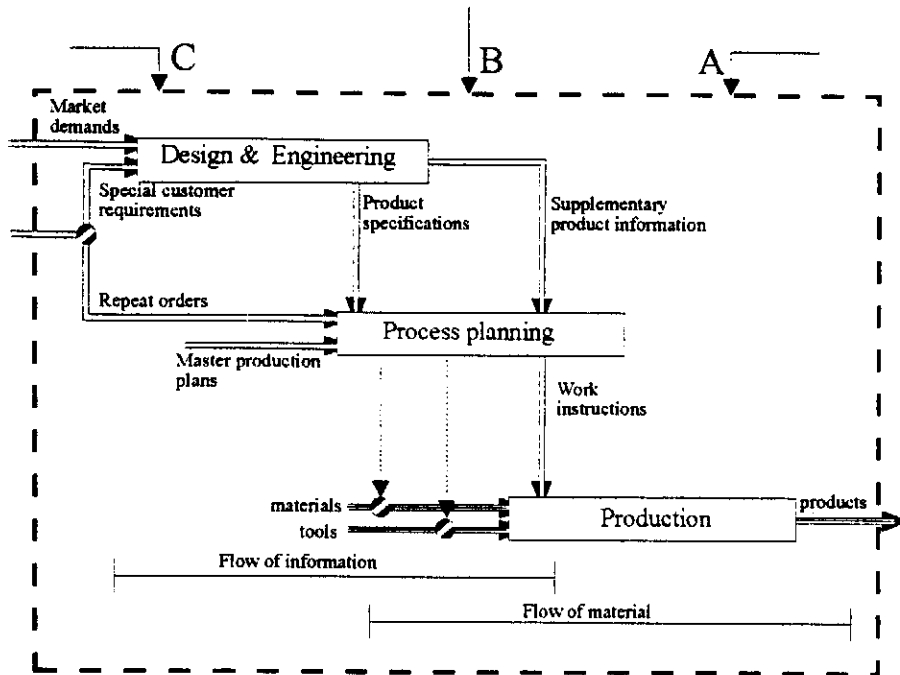 C
B
A
Market
demands
Design & Engineering
Special customer
requirements
Product
specifications
Supplementary
product information
Repeat orders
Process planning
Master production
plans
Work
instructions
materials
products
Production
tools
Flow of information
Flow of material